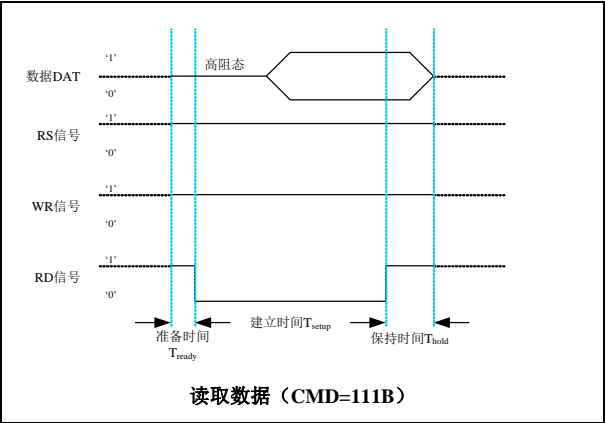 ‘1’
高阻态
数据DAT
‘0’
‘1’
RS信号
‘0’
‘1’
WR信号
‘0’
‘1’
RD信号
‘0’
准备时间
Tready
建立时间Tsetup
保持时间Thold
读取数据（CMD=111B）